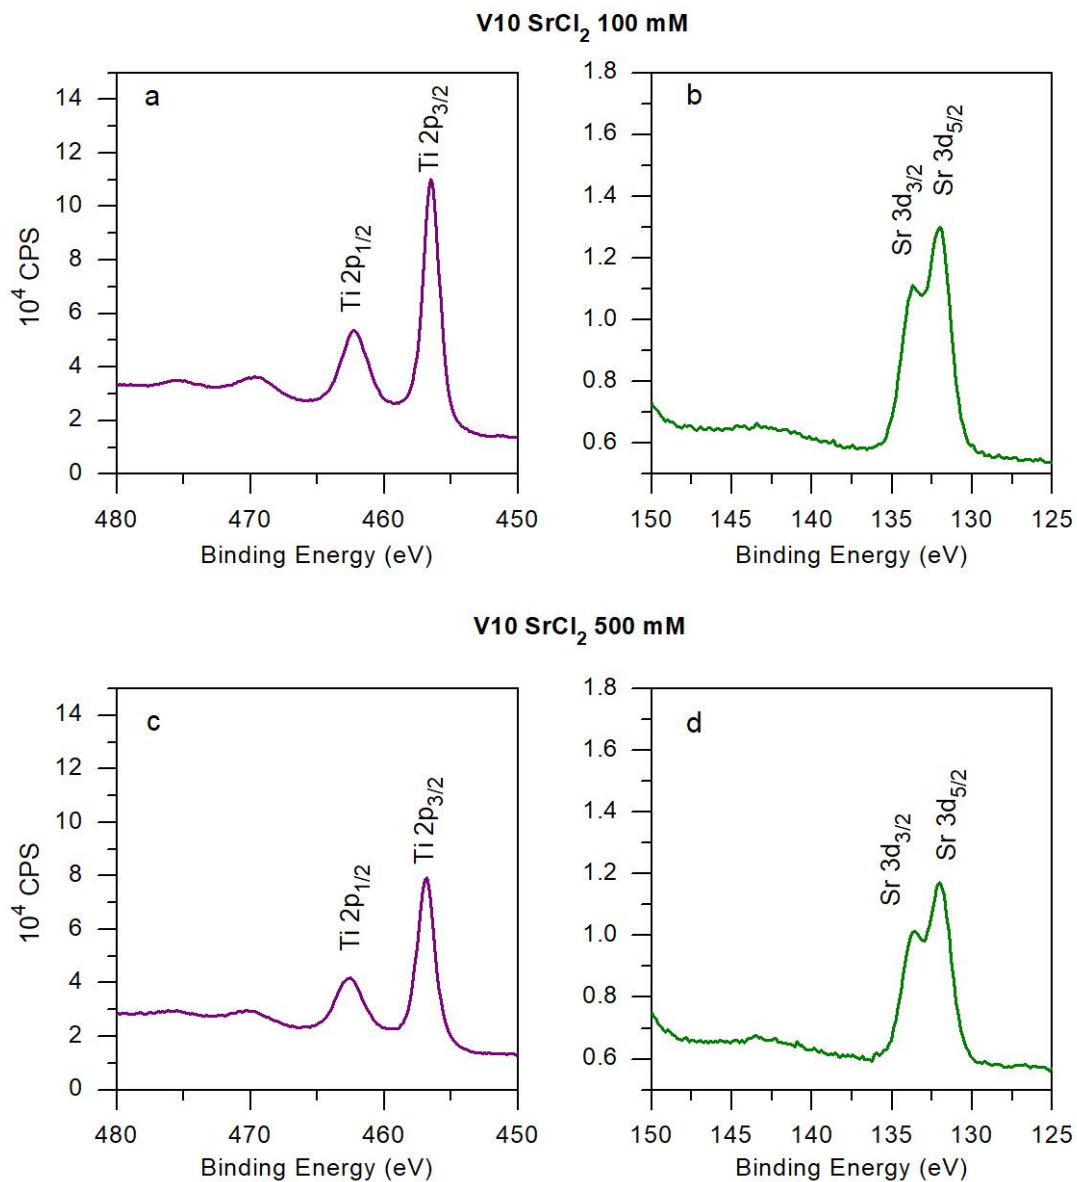 V10 SrCl2 100 mM
a
Ti 2p1/2
Ti 2p3/2
14
12
10
8
6
4
2
0
10^4 CPS
480
470
460
450
Binding Energy (eV)
b
Sr 3d3/2
Sr 3d5/2
1.8
1.6
1.4
1.2
1.0
0.8
0.6
150
145
140
135
130
125
Binding Energy (eV)
V10 SrCl2 500 mM
c
Ti 2p1/2
Ti 2p3/2
14
12
10
8
6
4
2
0
10^4 CPS
480
470
460
450
Binding Energy (eV)
d
Sr 3d3/2
Sr 3d5/2
1.8
1.6
1.4
1.2
1.0
0.8
0.6
150
145
140
135
130
125
Binding Energy (eV)